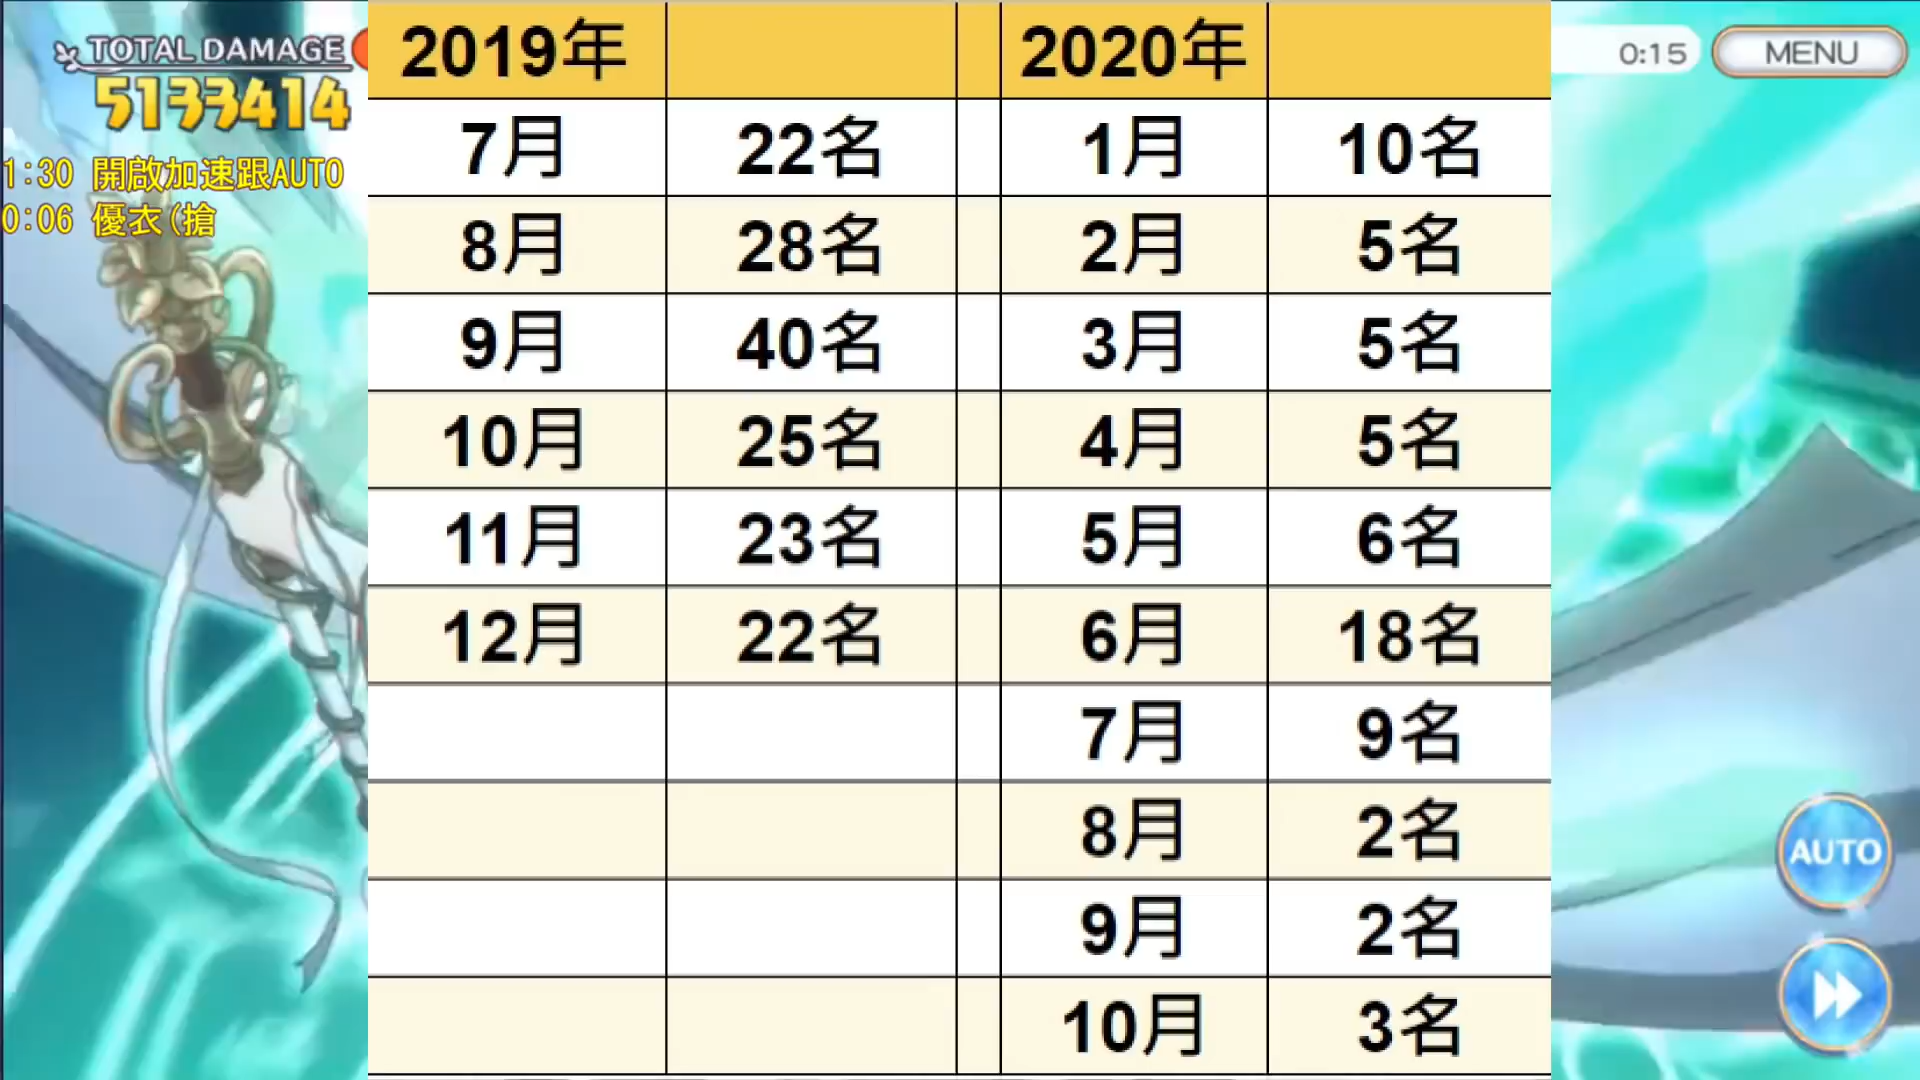 TOTAL DAMAGE
5133414
1:30 開啟加速跟AUTO
0:06 優衣(搶
2019年 2020年
7月 22名 1月 10名
8月 28名 2月 5名
9月 40名 3月 5名
10月 25名 4月 5名
11月 23名 5月 6名
12月 22名 6月 18名
7月 9名
8月 2名
9月 2名
10月 3名
0:15 MENU
AUTO